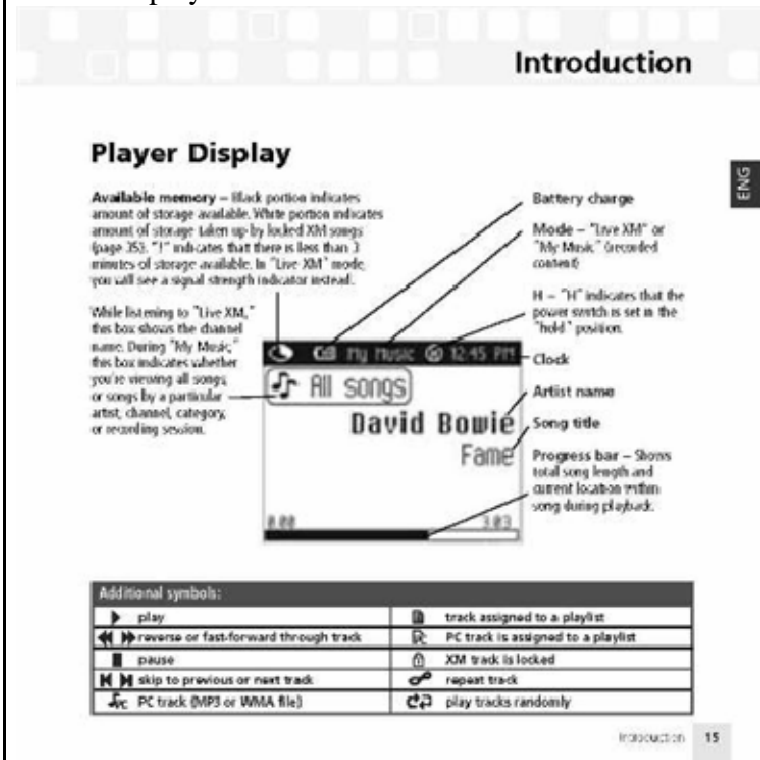 Introduction
ENG
Player Display
Available memory – Black portion indicates
amount of storage available. White portion indicates
amount of storage taken up by locked XM songs
(page 35). "!" indicates that there is less than 3
minutes of storage available. In "Live XM" mode,
you will see a signal strength indicator instead.
While listening to "Live XM,"
this box shows the channel
name. During "My Music,"
this box indicates whether
you're viewing all songs
or songs by a particular
artist, channel, category,
or recording session.
Battery charge
Mode – "Live XM" or
"My Music" (recorded
content)
H – "H" indicates that the
power switch is set in the
"hold" position.
Clock
Artist name
Song title
Progress bar – Shows
total song length and
current location within
song during playback.
My Music H 12:45 PM
All songs
David Bowie
Fame
0:00 3:03
Additional symbols:
play
track assigned to a playlist
reverse or fast-forward through track
PC track is assigned to a playlist
pause
XM track is locked
skip to previous or next track
repeat track
PC PC track (MP3 or WMA file)
play tracks randomly
Introduction 15